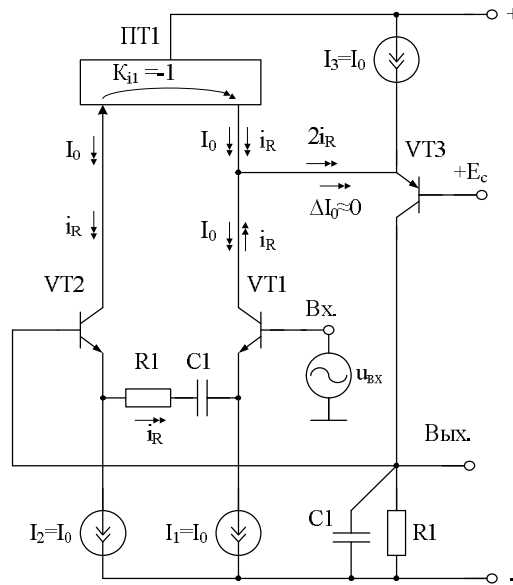 ПТ1
+
Ki1 =-1
I3=I0
I0
I0
iR
2iR
VT3
+Ec
ΔI0≈0
iR
I0
iR
VT2
VT1
Вх.
R1
C1
uвх
iR
Вых.
I2=I0
I1=I0
C1
R1
-